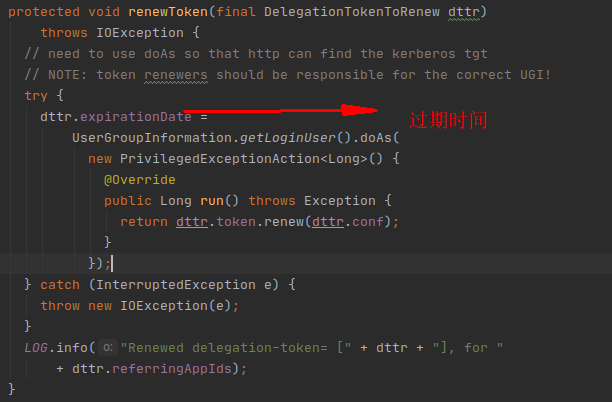 protected void renewToken(final DelegationTokenToRenew dttr)
    throws IOException {
  // need to use doAs so that http can find the kerberos tgt
  // NOTE: token renewers should be responsible for the correct UGI!
  try {
    dttr.expirationDate = 过期时间
        UserGroupInformation.getLoginUser().doAs(
          new PrivilegedExceptionAction<Long>() {
            @Override
            public Long run() throws Exception {
              return dttr.token.renew(dttr.conf);
            }
          });
  } catch (InterruptedException e) {
    throw new IOException(e);
  }
  LOG.info( o: "Renewed delegation-token= [" + dttr + "], for "
      + dttr.referringAppIds);
}